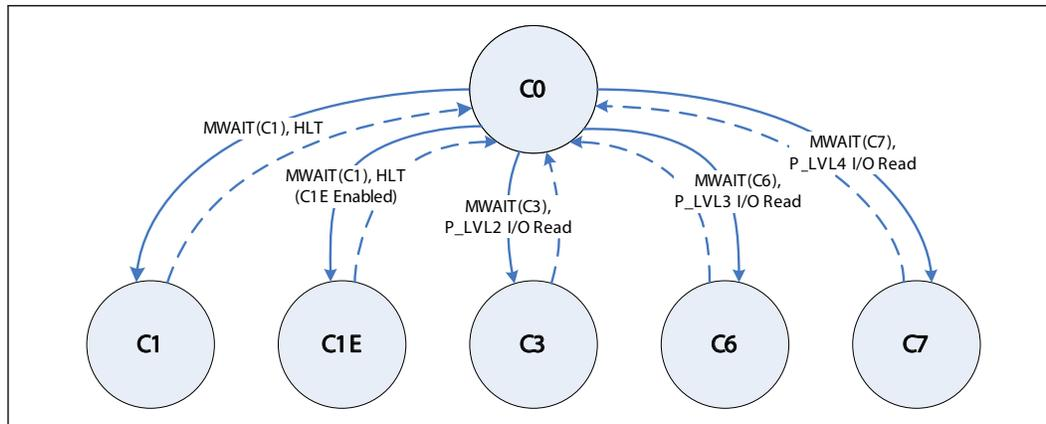 C0
MWAIT(C1), HLT
MWAIT(C1), HLT
(C1E Enabled)
MWAIT(C3),
P_LVL2 I/O Read
MWAIT(C6),
P_LVL3 I/O Read
MWAIT(C7),
P_LVL4 I/O Read
C1
C1E
C3
C6
C7